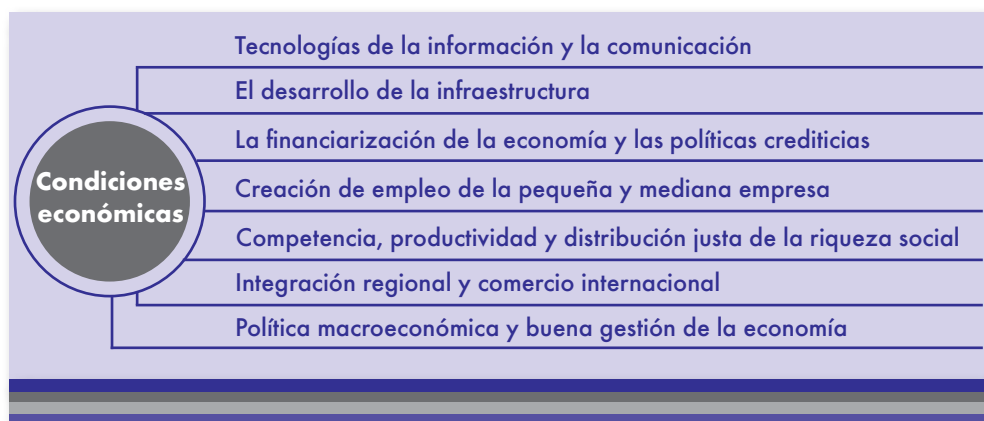 Tecnologías de la información y la comunicación
El desarrollo de la infraestructura
La financiarización de la economía y las políticas crediticias
Condiciones
económicas
Creación de empleo de la pequeña y mediana empresa
Competencia, productividad y distribución justa de la riqueza social
Integración regional y comercio internacional
Política macroeconómica y buena gestión de la economía